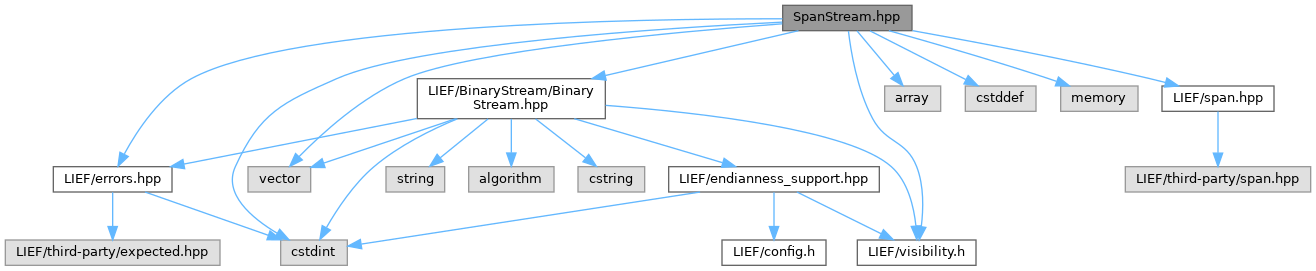 SpanStream.hpp
LIEF/BinaryStream/Binary
Stream.hpp
array
cstddef
memory
LIEF/span.hpp
LIEF/errors.hpp
vector
string
algorithm
cstring
LIEF/endianness_support.hpp
LIEF/third-party/span.hpp
LIEF/third-party/expected.hpp
cstdint
LIEF/config.h
LIEF/visibility.h